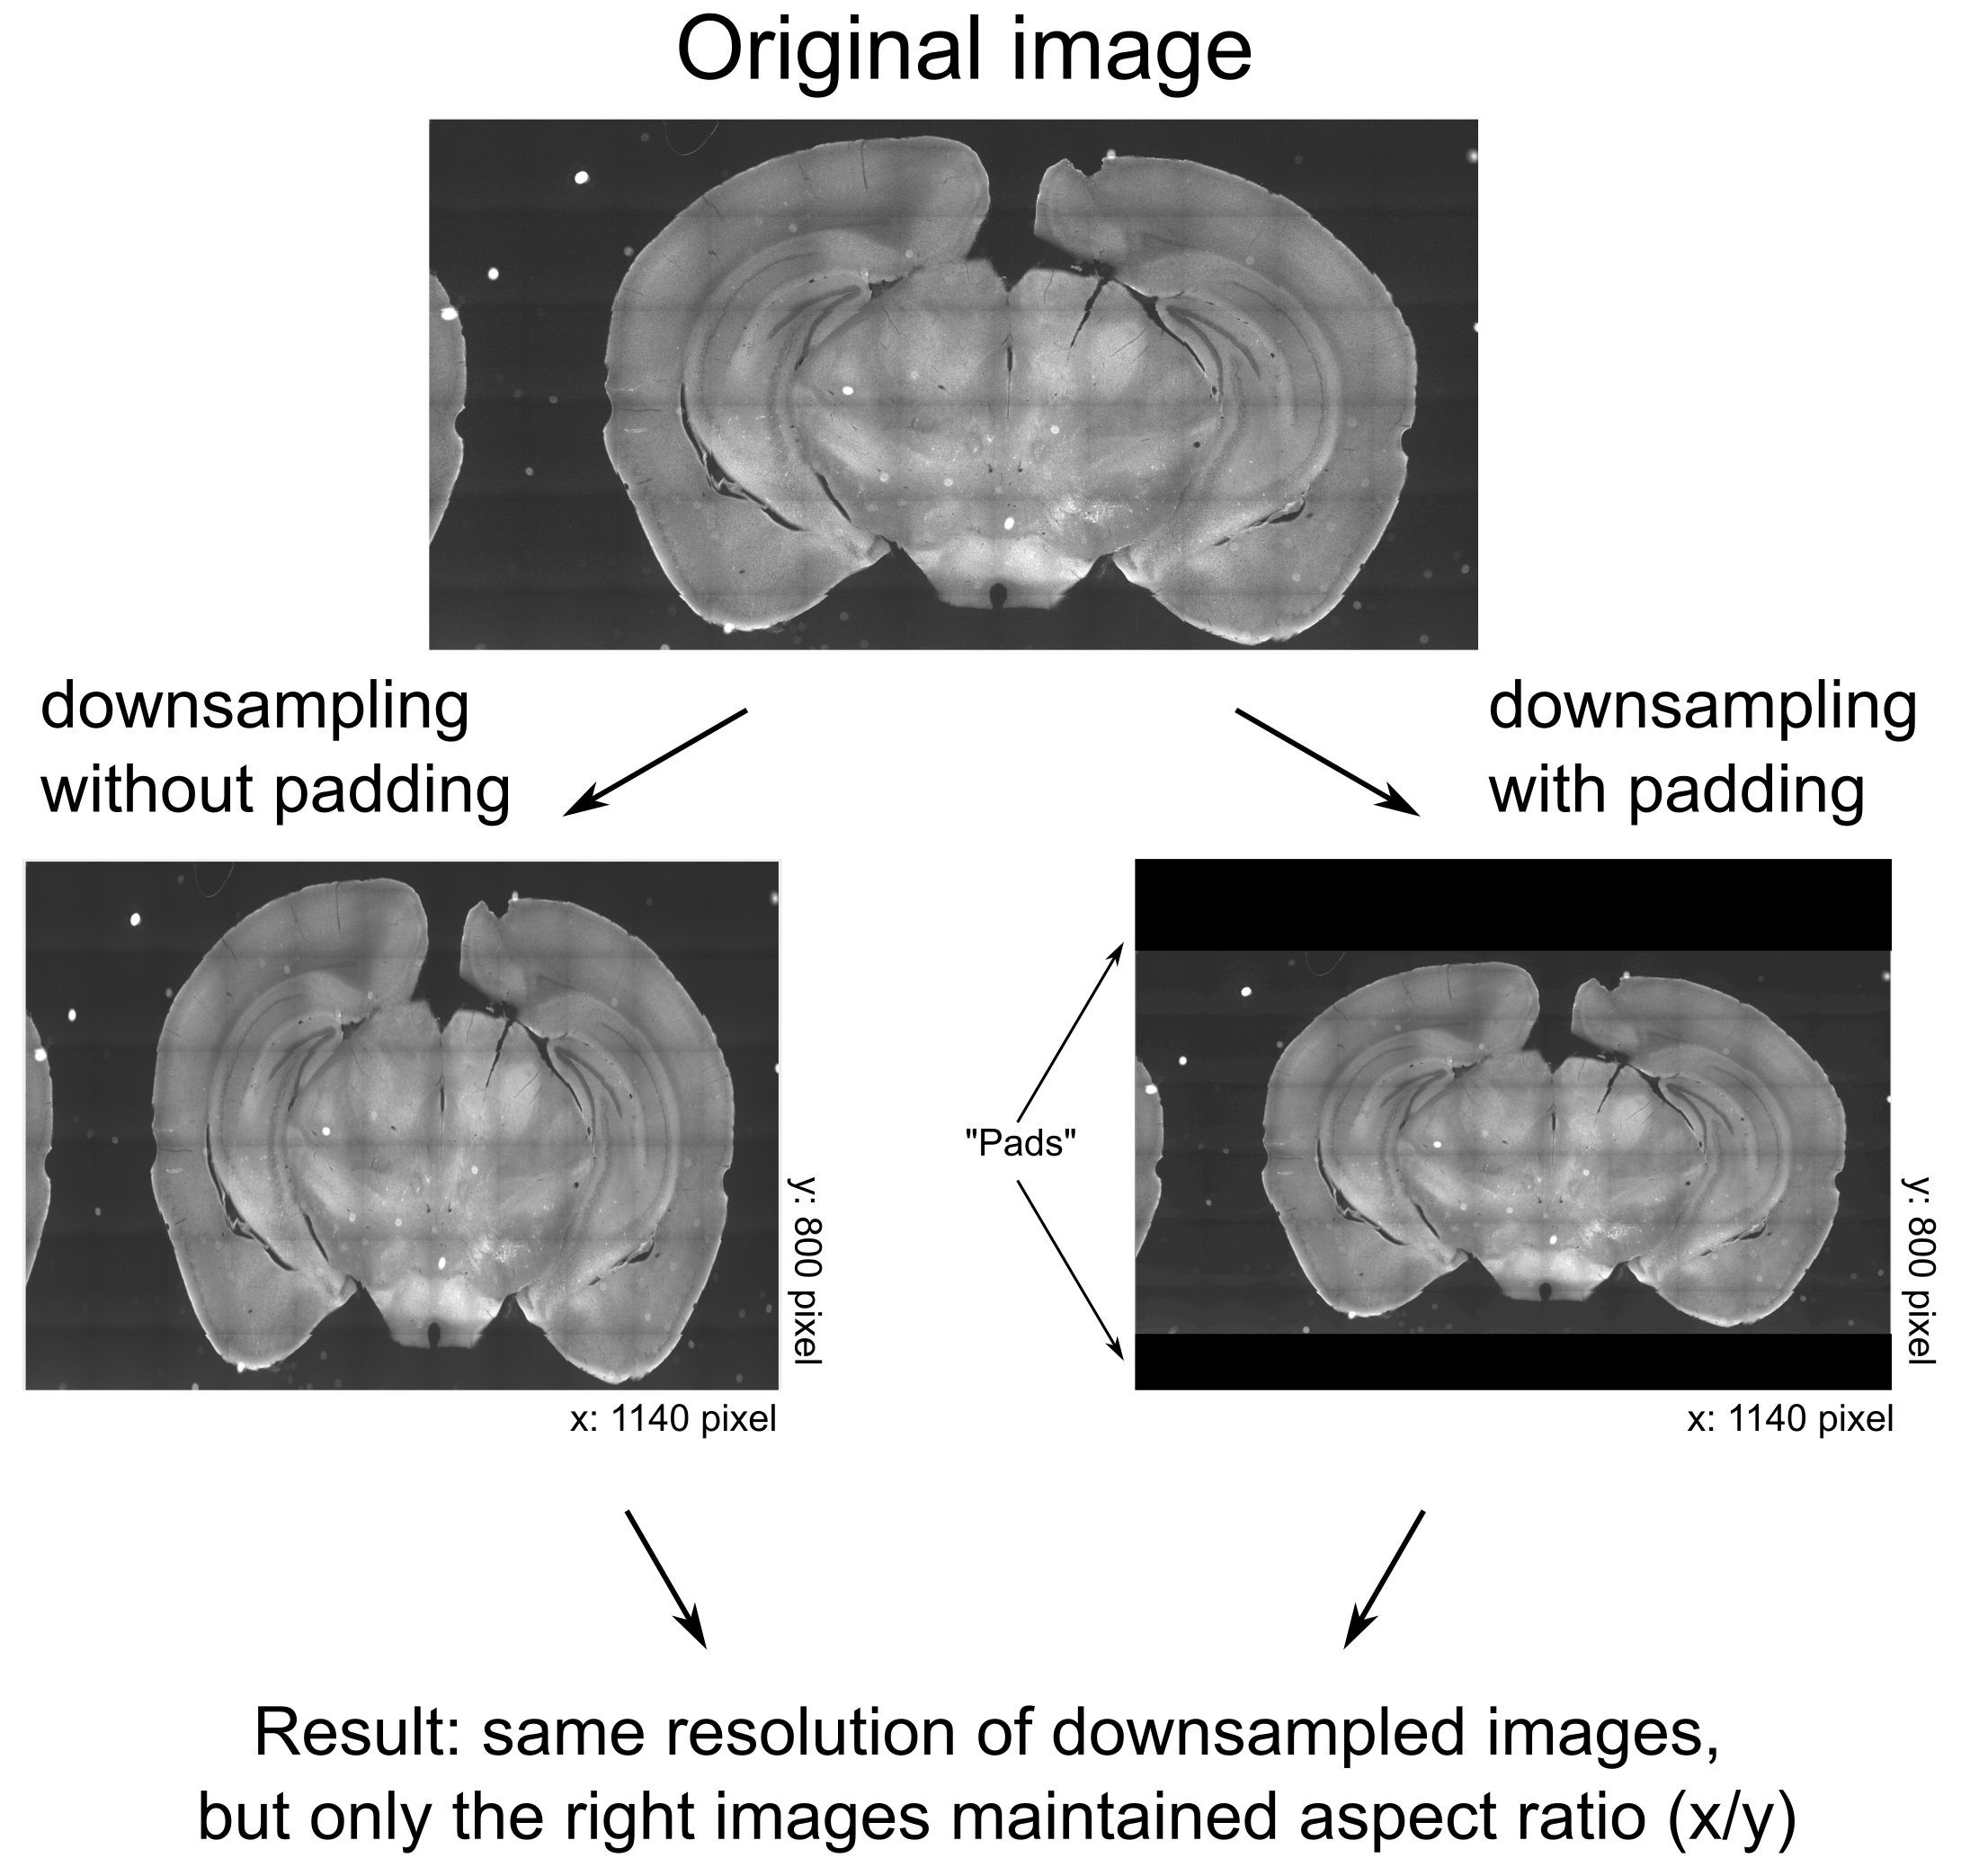 Original image
downsampling
without padding
downsampling
with padding
"Pads"
y: 800 pixel
x: 1140 pixel
y: 800 pixel
x: 1140 pixel
Result: same resolution of downsampled images,
but only the right images maintained aspect ratio (x/y)